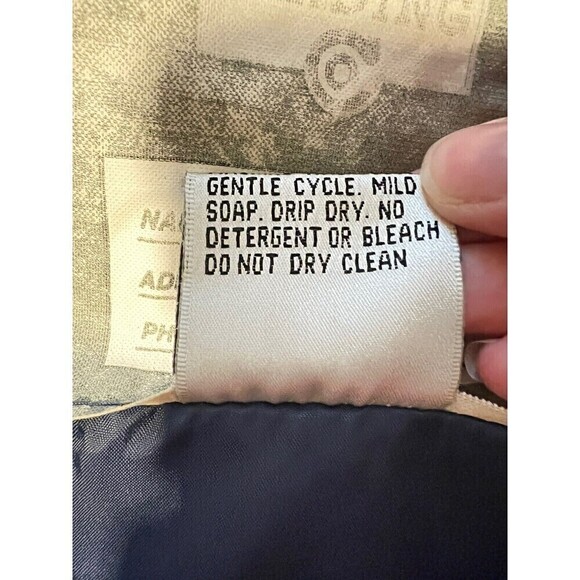 GENTLE CYCLE. MILD
SOAP. DRIP DRY. NO
DETERGENT OR BLEACH
DO NOT DRY CLEAN